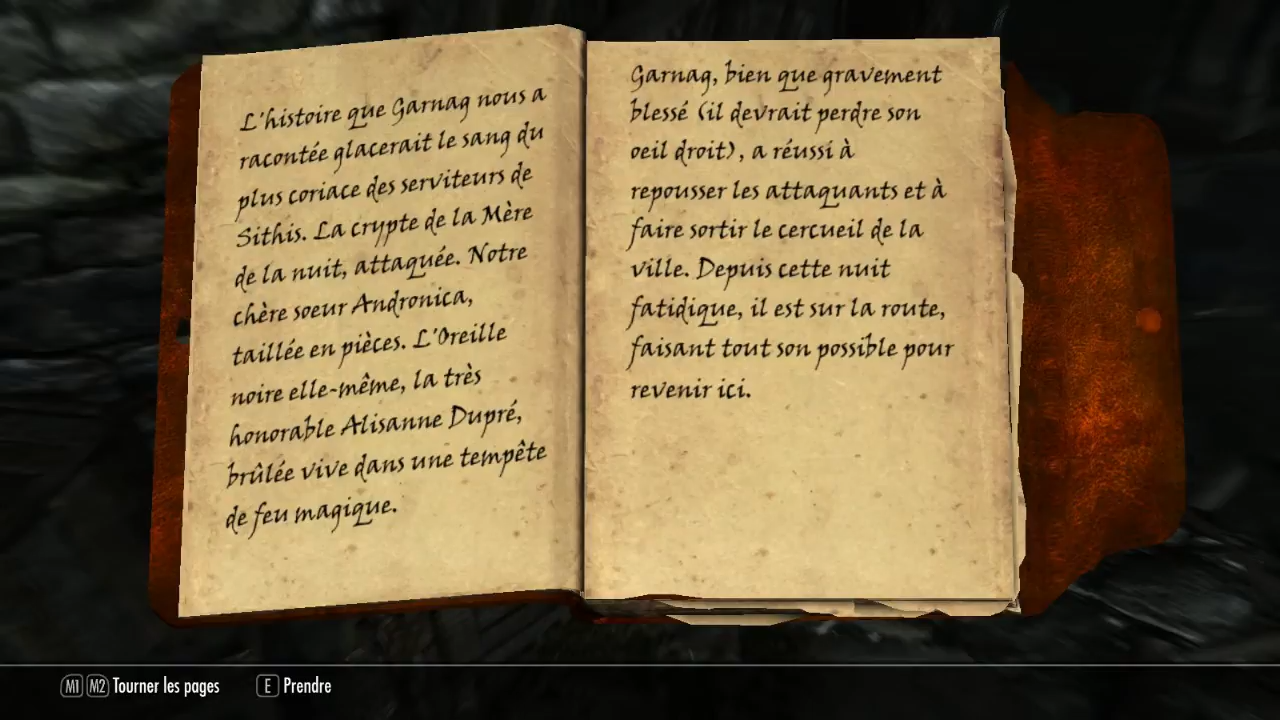 L'histoire que Garnag nous a
racontée glacerait le sang du
plus coriace des serviteurs de
Sithis. La crypte de la Mère
de la nuit, attaquée. Notre
chère soeur Andronica,
taillée en pièces. L'Oreille
noire elle-même, la très
honorable Alisanne Dupré,
brûlée vive dans une tempête
de feu magique.
Garnag, bien que gravement
blessé (il devrait perdre son
oeil droit), a réussi à
repousser les attaquants et à
faire sortir le cercueil de la
ville. Depuis cette nuit
fatidique, il est sur la route,
faisant tout son possible pour
revenir ici.
M1 M2 Tourner les pages E Prendre